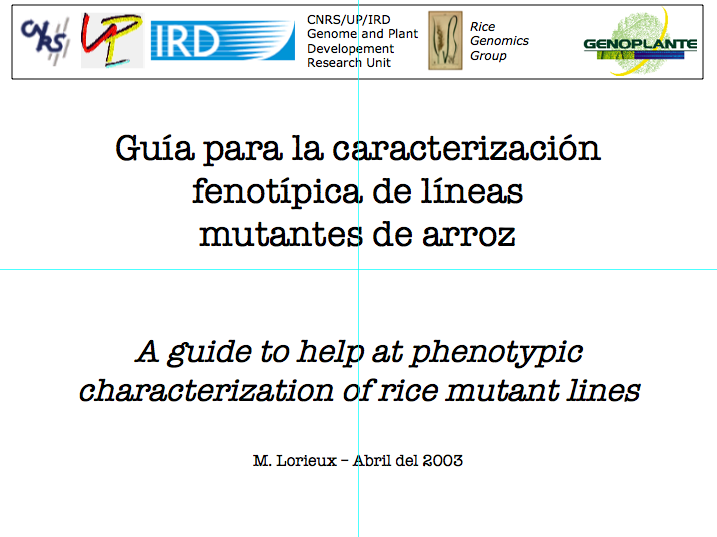 CNRS
UP
IRD
CNRS/UP/IRD
Genome and Plant
Developement
Research Unit
Rice
Genomics
Group
GENOPLANTE
Guía para la caracterización
fenotípica de líneas
mutantes de arroz
A guide to help at phenotypic
characterization of rice mutant lines
M. Lorieux – Abril del 2003